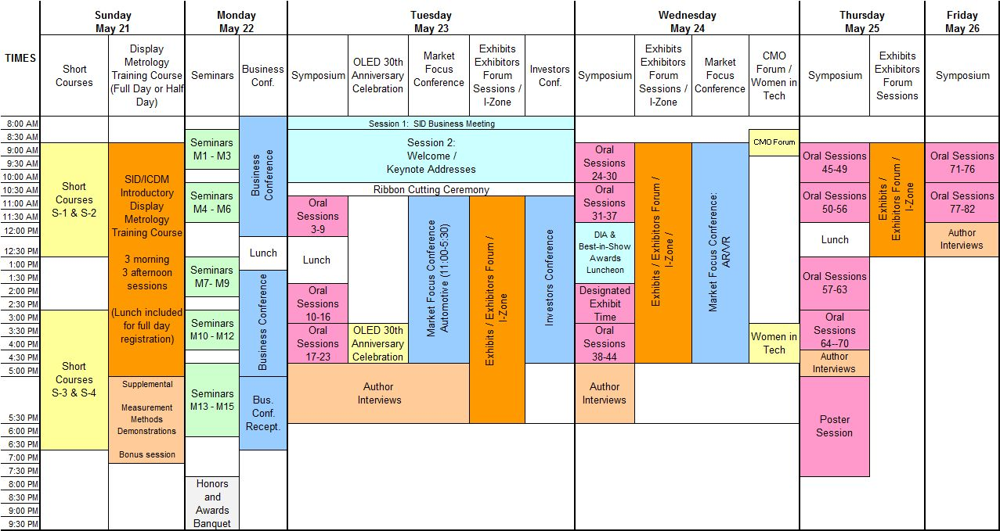 TIMES
Sunday
May 21
Monday
May 22
Tuesday
May 23
Wednesday
May 24
Thursday
May 25
Friday
May 26
Short
Courses
Display
Metrology
Training Course
(Full Day or Half
Day)
Seminars
Business
Conf.
Symposium
OLED 30th
Anniversary
Celebration
Market
Focus
Conference
Exhibits
Exhibitors
Forum
Sessions /
I-Zone
Investors
Conf.
Symposium
Exhibits
Exhibitors
Forum
Sessions /
I-Zone
Market
Focus
Conference
CMO
Forum /
Women in
Tech
Symposium
Exhibits
Exhibitors
Forum
Sessions
Symposium
8:00 AM
8:30 AM
9:00 AM
9:30 AM
10:00 AM
10:30 AM
11:00 AM
11:30 AM
12:00 PM
12:30 PM
1:00 PM
1:30 PM
2:00 PM
2:30 PM
3:00 PM
3:30 PM
4:00 PM
4:30 PM
5:00 PM
5:30 PM
6:00 PM
6:30 PM
7:00 PM
7:30 PM
8:00 PM
8:30 PM
9:00 PM
9:30 PM
Short
Courses
S-1 & S-2
Short
Courses
S-3 & S-4
SID/ICDM
Introductory
Display
Metrology
Training Course
3 morning
3 afternoon
sessions
(Lunch included
for full day
registration)
Supplemental
Measurement
Methods
Demonstrations
Bonus session
Seminars
M1 - M3
Seminars
M4 - M6
Seminars
M7- M9
Seminars
M10 - M12
Seminars
M13 - M15
Honors
and
Awards
Banquet
Business
Conference
Lunch
Business Conference
Bus.
Conf.
Recept.
Session 1: SID Business Meeting
Session 2:
Welcome /
Keynote Addresses
Ribbon Cutting Ceremony
Oral
Sessions
3-9
Lunch
Oral
Sessions
10-16
Oral
Sessions
17-23
OLED 30th
Anniversary
Celebration
Market Focus Conference
Automotive (11:00-5:30)
Exhibits / Exhibitors Forum /
I-Zone
Investors Conference
Author
Interviews
Oral
Sessions
24-30
Oral
Sessions
31-37
DIA &
Best-in-Show
Awards
Luncheon
Designated
Exhibit
Time
Oral
Sessions
38-44
Author
Interviews
Exhibits / Exhibitors Forum /
I-Zone /
Market Focus Conference:
AR/VR
CMO Forum
Women in
Tech
Oral Sessions
45-49
Oral Sessions
50-56
Lunch
Oral Sessions
57-63
Oral
Sessions
64--70
Author
Interviews
Poster
Session
Exhibits /
Exhibitors Forum /
I-Zone
Oral Sessions
71-76
Oral Sessions
77-82
Author
Interviews